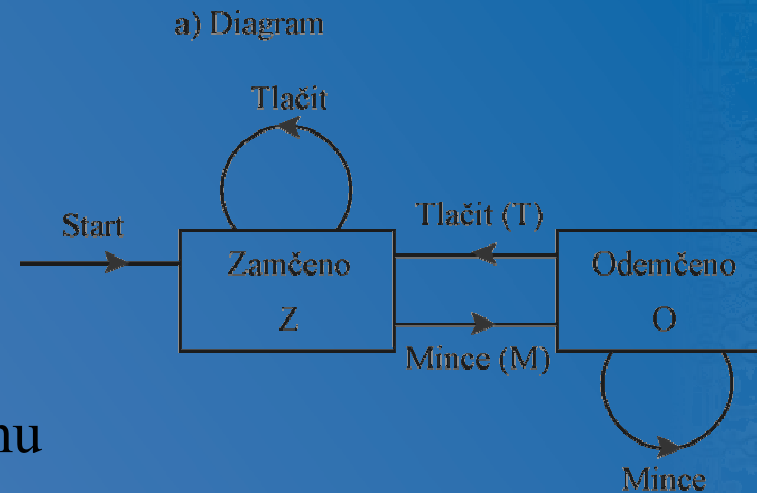 a) Diagram
Tlačit
Start
Tlačit (T)
Zamčeno
Z
Odemčeno
O
Mince (M)
Mince